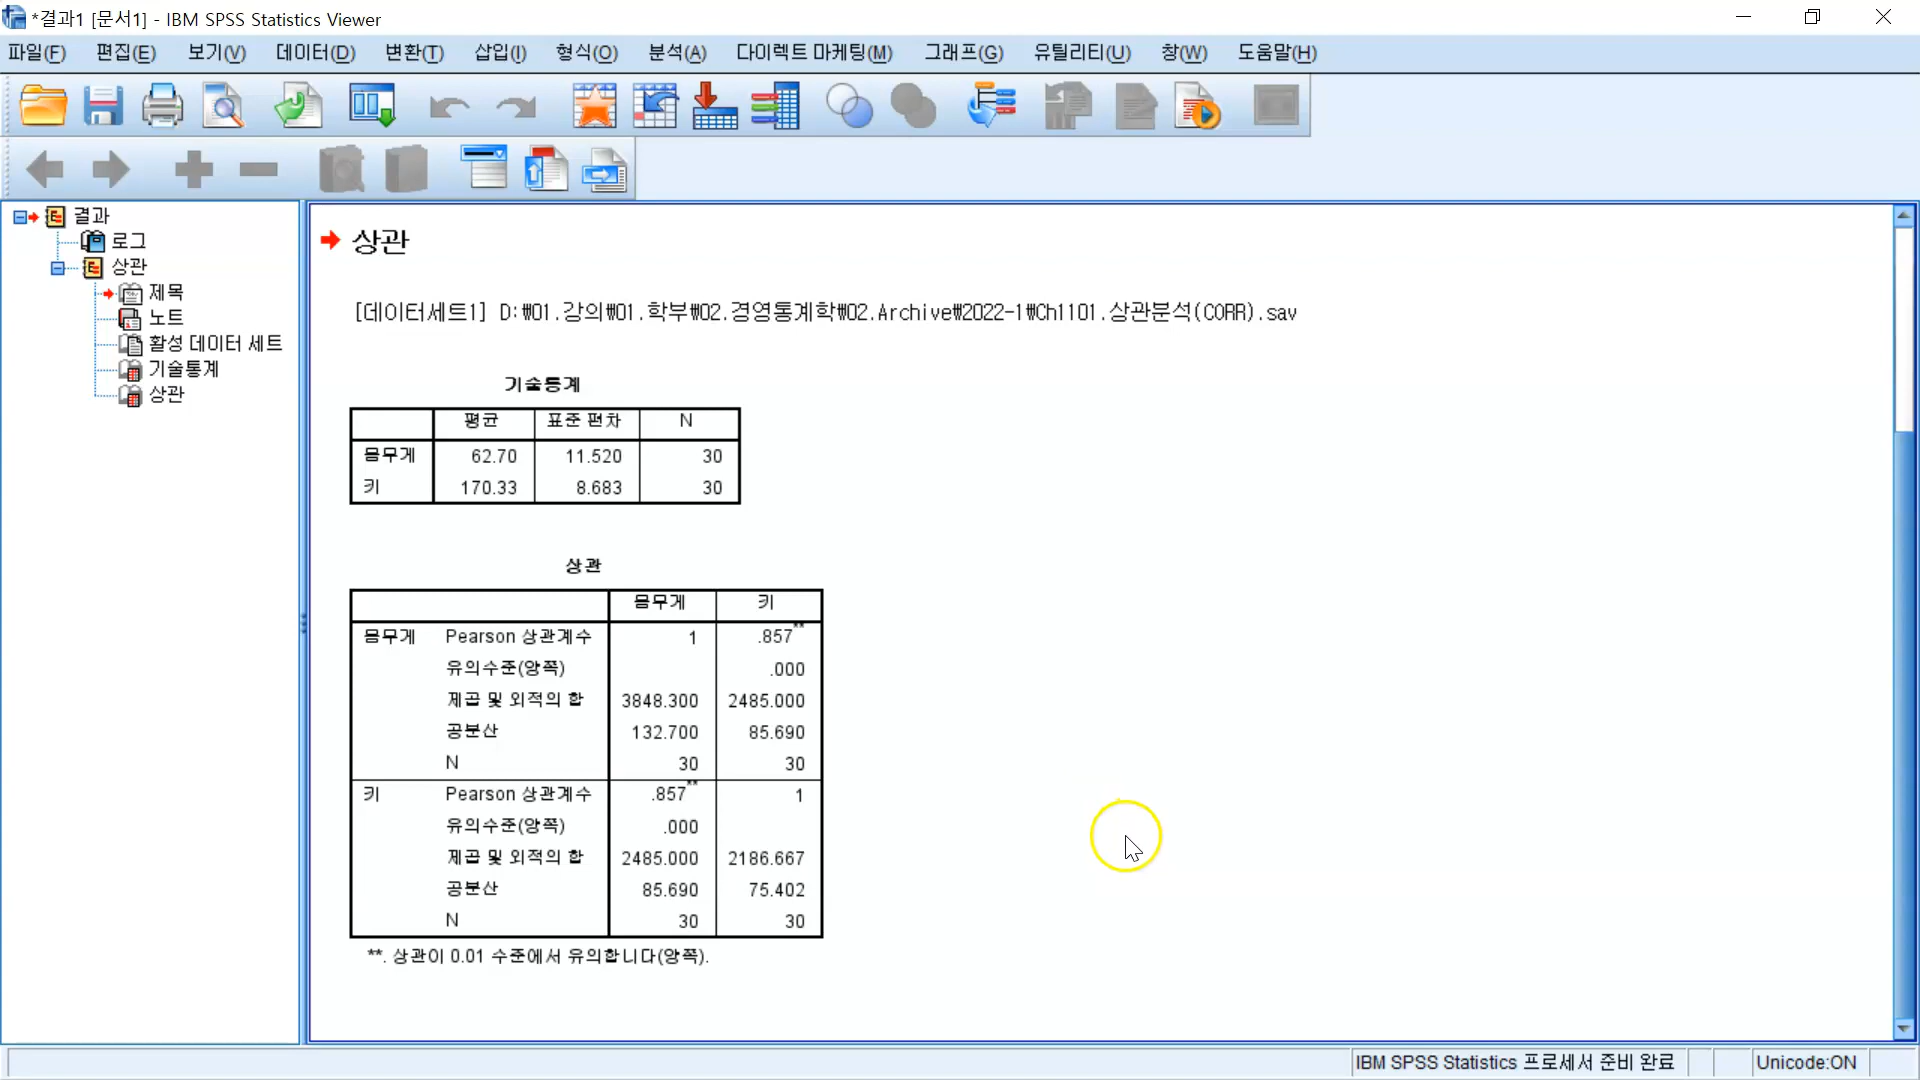 *결과1 [문서1] - IBM SPSS Statistics Viewer
파일(F) 편집(E) 보기(V) 데이터(D) 변환(T) 삽입(I) 형식(O) 분석(A) 다이렉트 마케팅(M) 그래프(G) 유틸리티(U) 창(W) 도움말(H)
결과
로그
상관
제목
노트
활성 데이터 세트
기술통계
상관
상관
[데이터세트1] D:₩01.강의₩01.학부₩02.경영통계학₩02.Archive₩2022-1₩Ch1101.상관분석(CORR).sav
기술통계
평균 표준 편차 N
몸무게 62.70 11.520 30
키 170.33 8.683 30
상관
몸무게 키
몸무게 Pearson 상관계수 1 .857**
유의수준(양쪽) .000
제곱 및 외적의 합 3848.300 2485.000
공분산 132.700 85.690
N 30 30
키 Pearson 상관계수 .857** 1
유의수준(양쪽) .000
제곱 및 외적의 합 2485.000 2186.667
공분산 85.690 75.402
N 30 30
**. 상관이 0.01 수준에서 유의합니다(양쪽).
IBM SPSS Statistics 프로세서 준비 완료 Unicode:ON